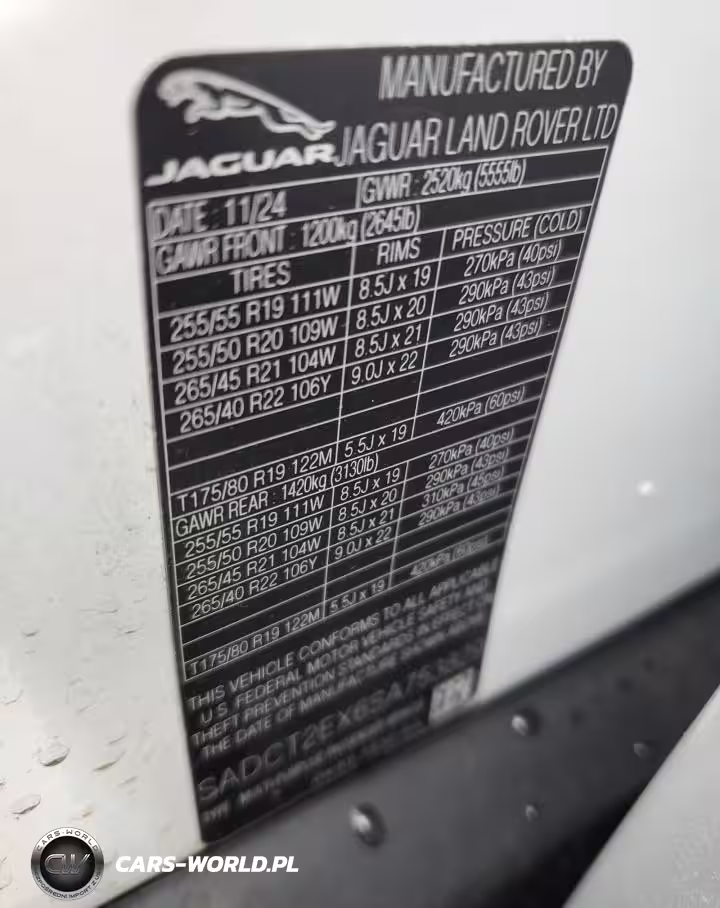 MANUFACTURED BY
JAGUAR JAGUAR LAND ROVER LTD
DATE : 11/24 GVWR : 2520kg (5555lb)
GAWR FRONT : 1200kg (2645lb)
TIRES RIMS PRESSURE (COLD)
255/55 R19 111W 8.5J x 19 270kPa (40psi)
255/50 R20 109W 8.5J x 20 290kPa (43psi)
265/45 R21 104W 8.5J x 21 290kPa (43psi)
265/40 R22 106Y 9.0J x 22 290kPa (43psi)
T175/80 R19 122M 5.5J x 19 420kPa (60psi)
GAWR REAR : 1420kg (3130lb)
255/55 R19 111W 8.5J x 19 270kPa (40psi)
255/50 R20 109W 8.5J x 20 290kPa (43psi)
265/45 R21 104W 8.5J x 21 310kPa (45psi)
265/40 R22 106Y 9.0J x 22 290kPa (43psi)
T175/80 R19 122M 5.5J x 19 420kPa (60psi)
THIS VEHICLE CONFORMS TO ALL APPLICABLE
U.S. FEDERAL MOTOR VEHICLE SAFETY AND
THEFT PREVENTION STANDARDS IN EFFECT ON
THE DATE OF MANUFACTURE SHOWN ABOVE
CARS-WORLD
CW
CARS-WORLD.PL